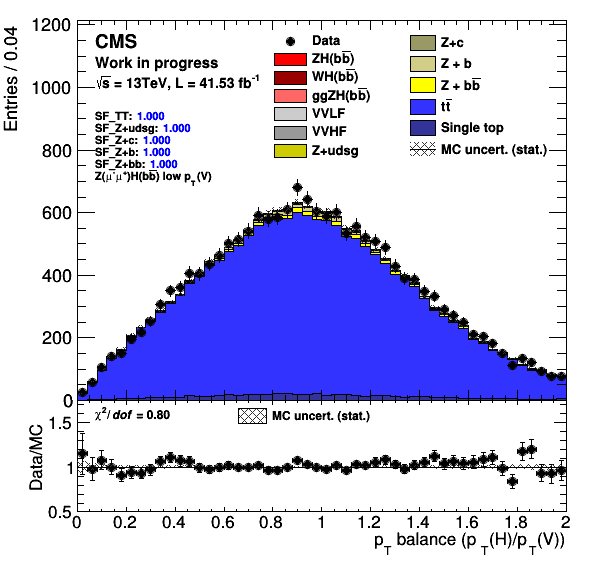 Entries / 0.04
1200
1000
800
600
400
200
0
CMS
Work in progress
√s = 13TeV, L = 41.53 fb⁻¹
SF_TT: 1.000
SF_Z+udsg: 1.000
SF_Z+c: 1.000
SF_Z+b: 1.000
SF_Z+bb: 1.000
Z(μ⁻μ⁺)H(bb̅) low p_T(V)
Data
ZH(bb̅)
WH(bb̅)
ggZH(bb̅)
VVLF
VVHF
Z+udsg
Z+c
Z + b
Z + bb̅
tt̅
Single top
MC uncert. (stat.)
Data/MC
1.5
1
0.5
χ²/dof = 0.80
MC uncert. (stat.)
0 0.2 0.4 0.6 0.8 1 1.2 1.4 1.6 1.8 2
p_T balance (p_T(H)/p_T(V))